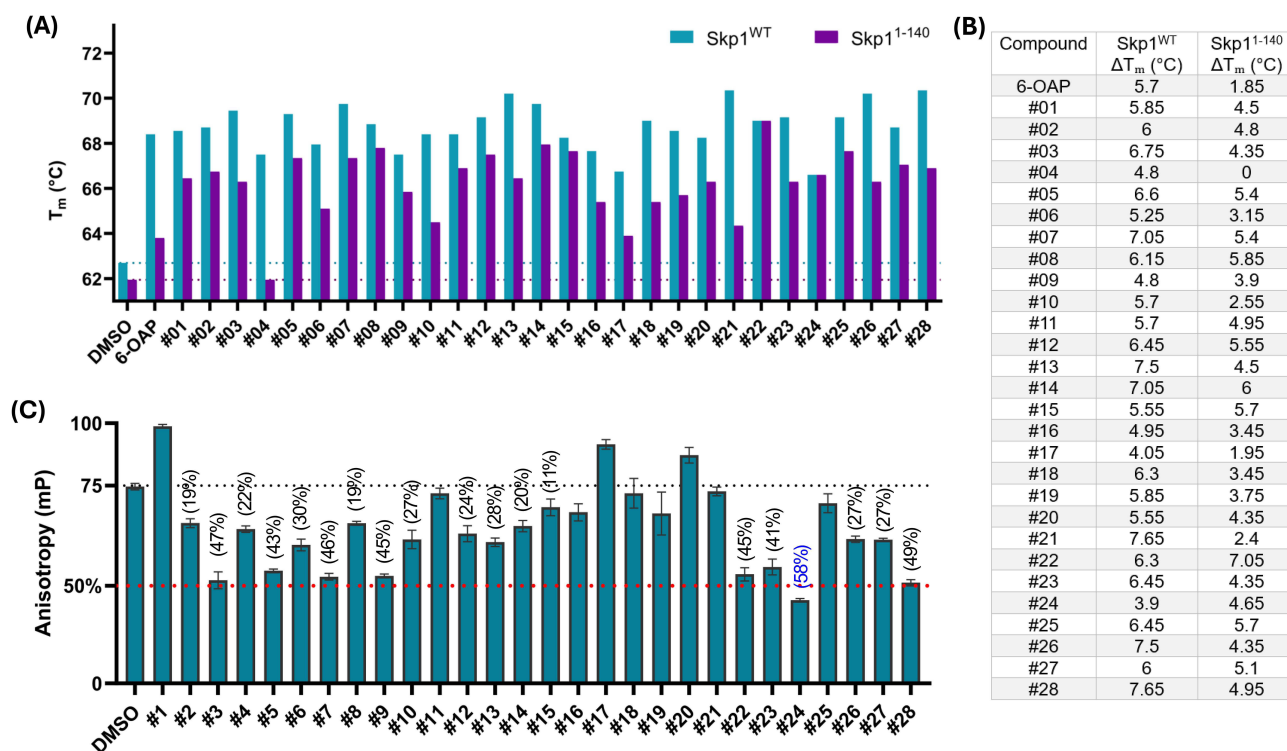 (A)
Skp1^WT
Skp1^1-140
T_m (°C)
72
70
68
66
64
62
DMSO
6-OAP
#01
#02
#03
#04
#05
#06
#07
#08
#09
#10
#11
#12
#13
#14
#15
#16
#17
#18
#19
#20
#21
#22
#23
#24
#25
#26
#27
#28
(B)
Compound Skp1^WT ΔT_m (°C) Skp1^1-140 ΔT_m (°C)
6-OAP 5.7 1.85
#01 5.85 4.5
#02 6 4.8
#03 6.75 4.35
#04 4.8 0
#05 6.6 5.4
#06 5.25 3.15
#07 7.05 5.4
#08 6.15 5.85
#09 4.8 3.9
#10 5.7 2.55
#11 5.7 4.95
#12 6.45 5.55
#13 7.5 4.5
#14 7.05 6
#15 5.55 5.7
#16 4.95 3.45
#17 4.05 1.95
#18 6.3 3.45
#19 5.85 3.75
#20 5.55 4.35
#21 7.65 2.4
#22 6.3 7.05
#23 6.45 4.35
#24 3.9 4.65
#25 6.45 5.7
#26 7.5 4.35
#27 6 5.1
#28 7.65 4.95
(C)
Anisotropy (mP)
100
75
50%
0
(19%)
(47%)
(22%)
(43%)
(30%)
(46%)
(19%)
(45%)
(27%)
(24%)
(28%)
(20%)
(11%)
(45%)
(41%)
(58%)
(27%)
(27%)
(49%)
DMSO
#1
#2
#3
#4
#5
#6
#7
#8
#9
#10
#11
#12
#13
#14
#15
#16
#17
#18
#19
#20
#21
#22
#23
#24
#25
#26
#27
#28